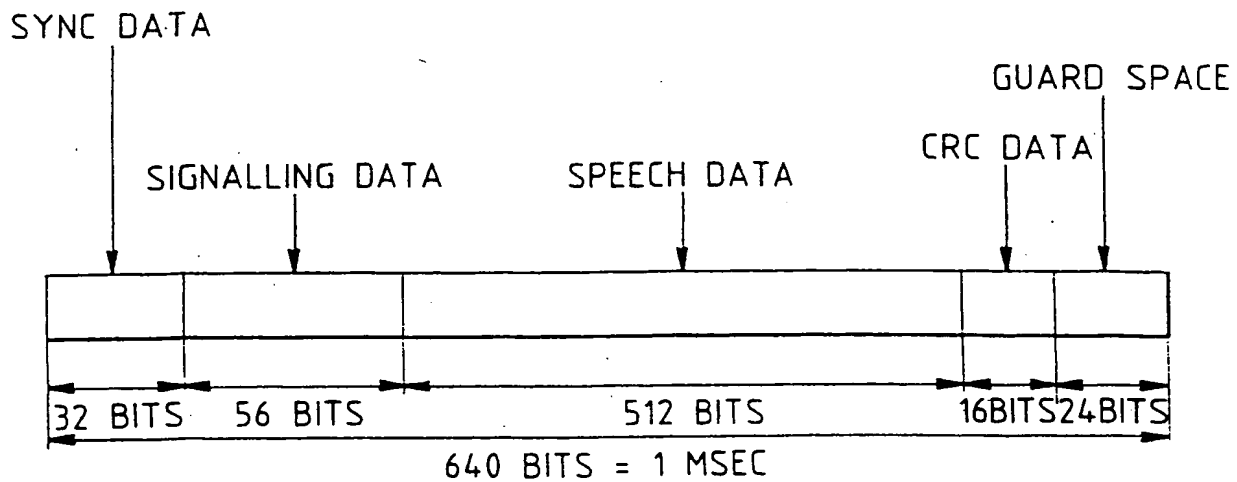 SYNC DATA
GUARD SPACE
CRC DATA
SIGNALLING DATA
SPEECH DATA
32 BITS
56 BITS
512 BITS
16BITS
24BITS
640 BITS = 1 MSEC